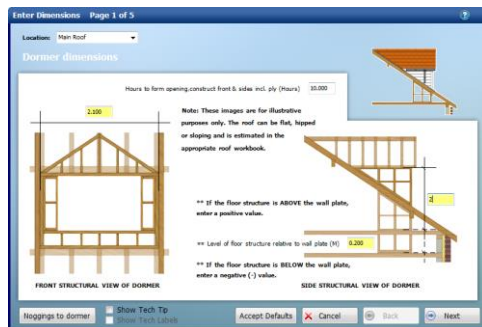 Enter Dimensions Page 1 of 5
Location: Main Roof
Dormer dimensions
Hours to form opening,construct front & sides incl. ply (Hours) 10.000
2.100
Note: These images are for illustrative
purposes only. The roof can be flat, hipped
or sloping and is estimated in the
appropriate roof workbook.
** If the floor structure is ABOVE the wall plate,
enter a positive value.
2
** Level of floor structure relative to wall plate (M) 0.200
** If the floor structure is BELOW the wall plate,
enter a negative (-) value.
FRONT STRUCTURAL VIEW OF DORMER
SIDE STRUCTURAL VIEW OF DORMER
Noggings to dormer
Show Tech Tip
Show Tech Labels
Accept Defaults
Cancel
Back
Next